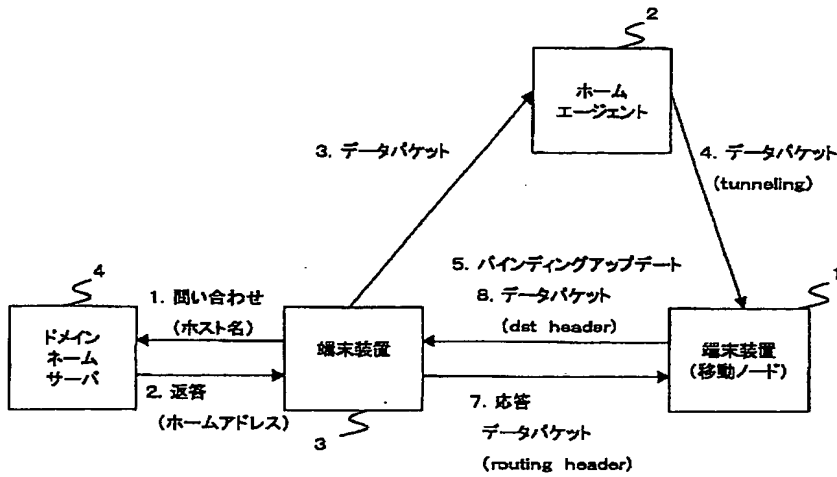 2
ホーム
エージェント
3. データパケット
4. データパケット
(tunneling)
5. バインディングアップデート
8. データパケット
(dst header)
1
4
1. 問い合わせ
(ホスト名)
ドメイン
ネーム
サーバ
端末装置
端末装置
(移動ノード)
2. 返答
(ホームアドレス)
3
7. 応答
データパケット
(routing header)